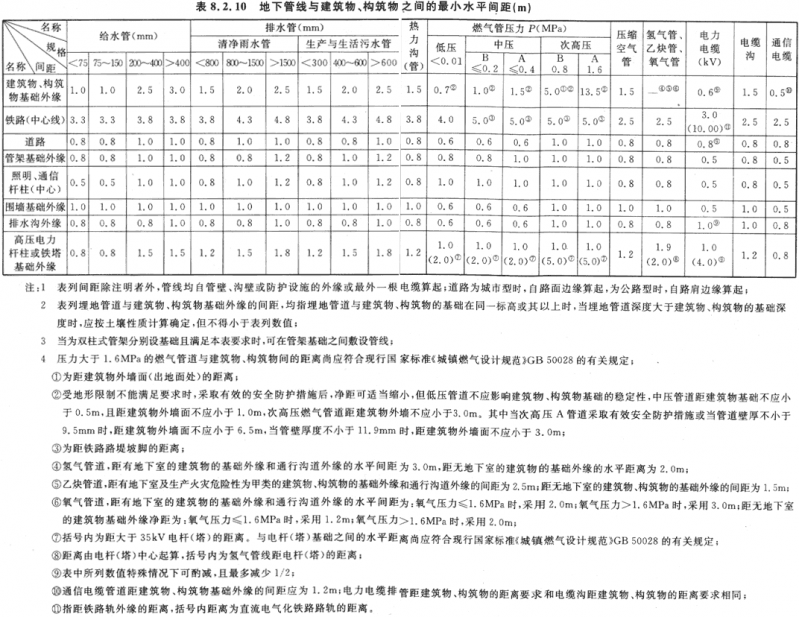 表 8.2.10 地下管线与建筑物、构筑物之间的最小水平间距(m)
名称 规格 间距 名称 给水管(mm) 排水管(mm) 热力沟(管) 燃气管压力 P(MPa) 压缩空气管 氢气管、乙炔管、氧气管 电力电缆(kV) 电缆沟 通信电缆
清净雨水管 生产与生活污水管 低压<0.01 中压 次高压
<75 75~150 200~400 >400 <800 800~1500 >1500 <300 400~600 >600 B ≤0.2 A ≤0.4 B 0.8 A 1.6
建筑物、构筑物基础外缘 1.0 1.0 2.5 3.0 1.5 2.0 2.5 1.5 2.0 2.5 1.5 0.7② 1.0② 1.5② 5.0①② 13.5② 1.5 —④⑤⑥ 0.6⑨ 1.5 0.5⑩
铁路(中心线) 3.3 3.3 3.8 3.8 3.8 4.3 4.8 3.8 4.3 4.8 3.8 4.0 5.0③ 5.0③ 5.0③ 5.0③ 2.5 2.5 3.0(10.00)⑪ 2.5 2.5
道路 0.8 0.8 1.0 1.0 0.8 1.0 1.0 0.8 0.8 1.0 0.8 0.6 0.6 0.6 1.0 1.0 0.8 0.8 0.8⑨ 0.8 0.8
管架基础外缘 0.8 0.8 1.0 1.0 0.8 0.8 1.2 0.8 1.0 1.2 0.8 0.8 0.8 1.0 1.0 1.0 0.8 0.8 0.5 0.8 0.5
照明、通信杆柱(中心) 0.5 0.5 1.0 1.0 0.8 1.0 1.2 0.8 1.0 1.2 0.8 1.0 1.0 1.0 1.0 1.0 0.8 0.8 0.5 0.8 0.5
围墙基础外缘 1.0 1.0 1.0 1.0 1.0 1.0 1.0 1.0 1.0 1.0 1.0 0.6 0.6 0.6 1.0 1.0 1.0 1.0 0.5 1.0 0.5
排水沟外缘 0.8 0.8 0.8 1.0 0.8 0.8 1.0 0.8 0.8 1.0 0.8 0.6 0.6 0.6 1.0 1.0 0.8 0.8 1.0⑨ 1.0 0.8
高压电力杆柱或铁塔基础外缘 0.8 0.8 1.5 1.5 1.2 1.5 1.8 1.2 1.5 1.8 1.2 1.0(2.0)⑦ 1.0(2.0)⑦ 1.0(2.0)⑦ 1.0(5.0)⑦ 1.0(5.0)⑦ 1.2 1.9(2.0)⑧ 1.0(4.0)⑨ 1.2 0.8
注:1 表列间距除注明者外,管线均自管壁、沟壁或防护设施的外缘或最外一根电缆算起;道路为城市型时,自路面边缘算起,为公路型时,自路肩边缘算起;
2 表列埋地管道与建筑物、构筑物基础外缘的间距,均指埋地管道与建筑物、构筑物的基础在同一标高或其以上时,当埋地管道深度大于建筑物、构筑物的基础深
度时,应按土壤性质计算确定,但不得小于表列数值;
3 当为双柱式管架分别设基础且满足本表要求时,可在管架基础之间敷设管线;
4 压力大于1.6MPa的燃气管道与建筑物、构筑物间的距离尚应符合现行国家标准《城镇燃气设计规范》GB 50028 的有关规定;
①为距建筑物外墙面(出地面处)的距离;
②受地形限制不能满足要求时,采取有效的安全防护措施后,净距可适当缩小,但低压管道不应影响建筑物、构筑物基础的稳定性,中压管道距建筑物基础不应小
于0.5m,且距建筑物外墙面不应小于1.0m,次高压燃气管道距建筑物外墙不应小于3.0m。其中当次高压A管道采取有效安全防护措施或当管道壁厚不小于
9.5mm时,距建筑物外墙面不应小于6.5m,当管壁厚度不小于11.9mm时,距建筑物外墙面不应小于3.0m;
③为距铁路路堤坡脚的距离;
④氢气管道,距有地下室的建筑物的基础外缘和通行沟道外缘的水平间距为3.0m,距无地下室的建筑物的基础外缘的水平距离为2.0m;
⑤乙炔管道,距有地下室及生产火灾危险性为甲类的建筑物、构筑物的基础外缘和通行沟道外缘的间距为2.5m;距无地下室的建筑物、构筑物的基础外缘的间距为1.5m;
⑥氧气管道,距有地下室的建筑物的基础外缘和通行沟道外缘的水平间距为:氧气压力≤1.6MPa时,采用2.0m;氧气压力>1.6MPa时,采用3.0m;距无地下室
的建筑物基础外缘净距为:氧气压力≤1.6MPa时,采用1.2m;氧气压力>1.6MPa时,采用2.0m;
⑦括号内为距大于35kV电杆(塔)的距离。与电杆(塔)基础之间的水平距离尚应符合现行国家标准《城镇燃气设计规范》GB 50028 的有关规定;
⑧距离由电杆(塔)中心起算,括号内为氢气管线距电杆(塔)的距离;
⑨表中所列数值特殊情况下可酌减,且最多减少1/2;
⑩通信电缆管道距建筑物、构筑物基础外缘的间距应为1.2m;电力电缆排管距建筑物、构筑物的距离要求和电缆沟距建筑物、构筑物的距离要求相同;
⑪指距铁路轨外缘的距离,括号内距离为直流电气化铁路路轨的距离。